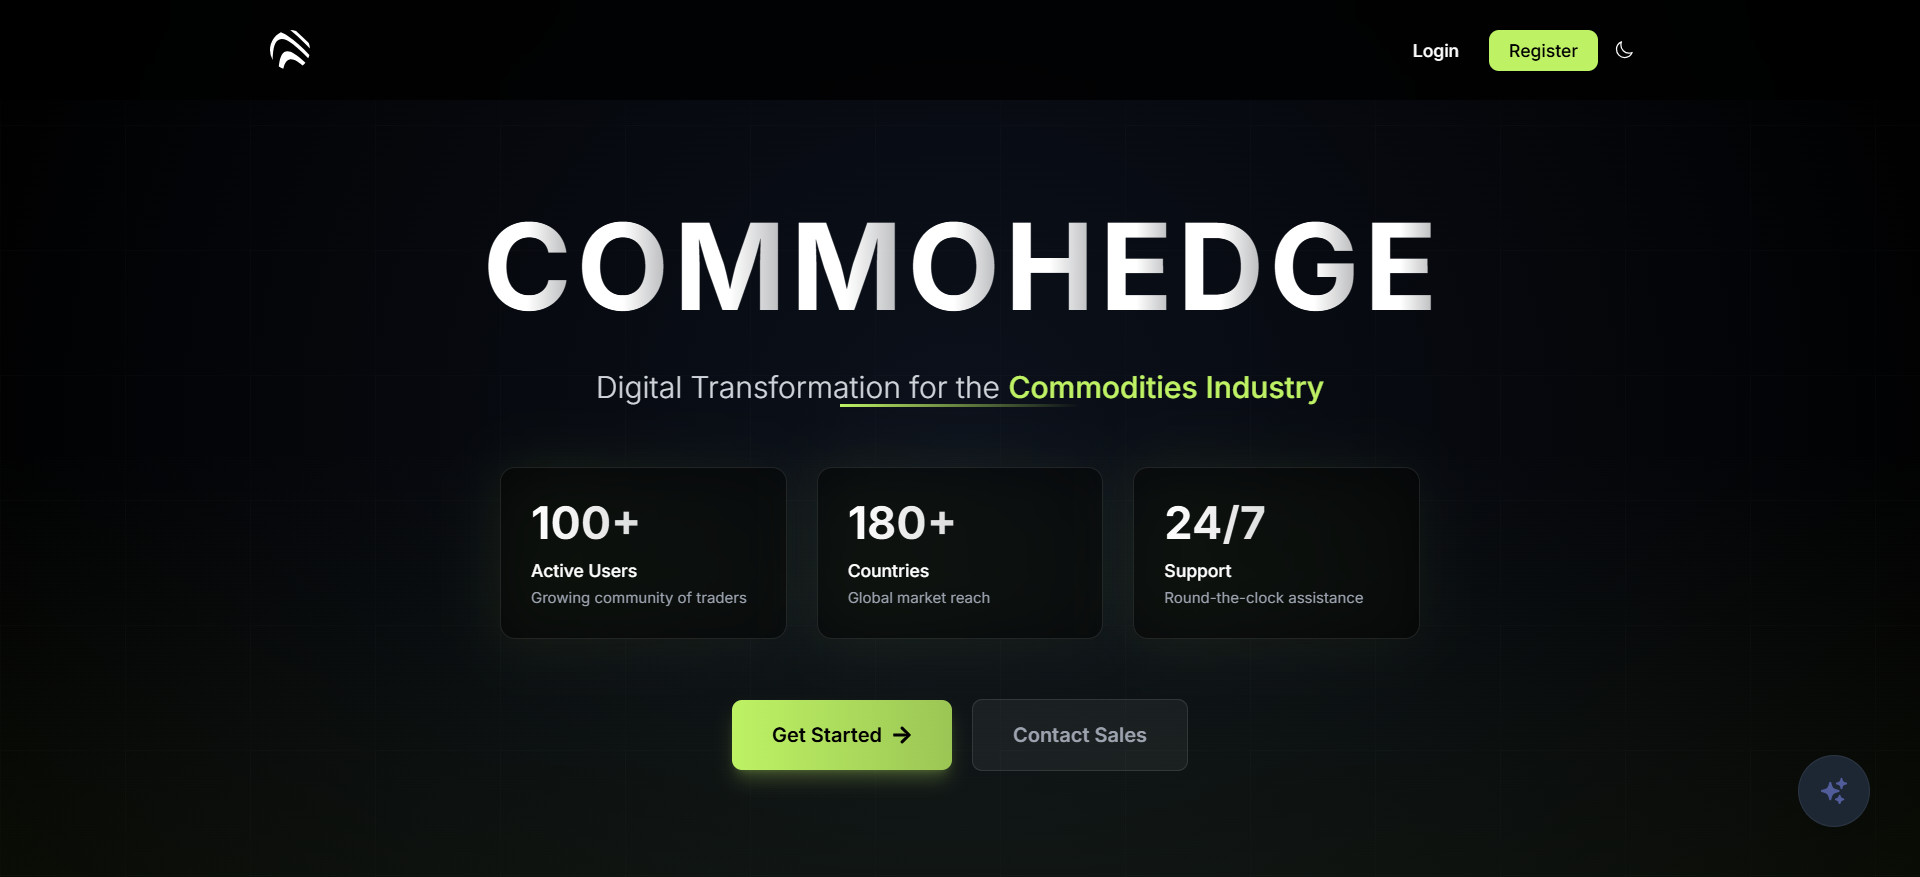 Login
Register
COMMOHEDGE
Digital Transformation for the Commodities Industry
100+
Active Users
Growing community of traders
180+
Countries
Global market reach
24/7
Support
Round-the-clock assistance
Get Started
Contact Sales